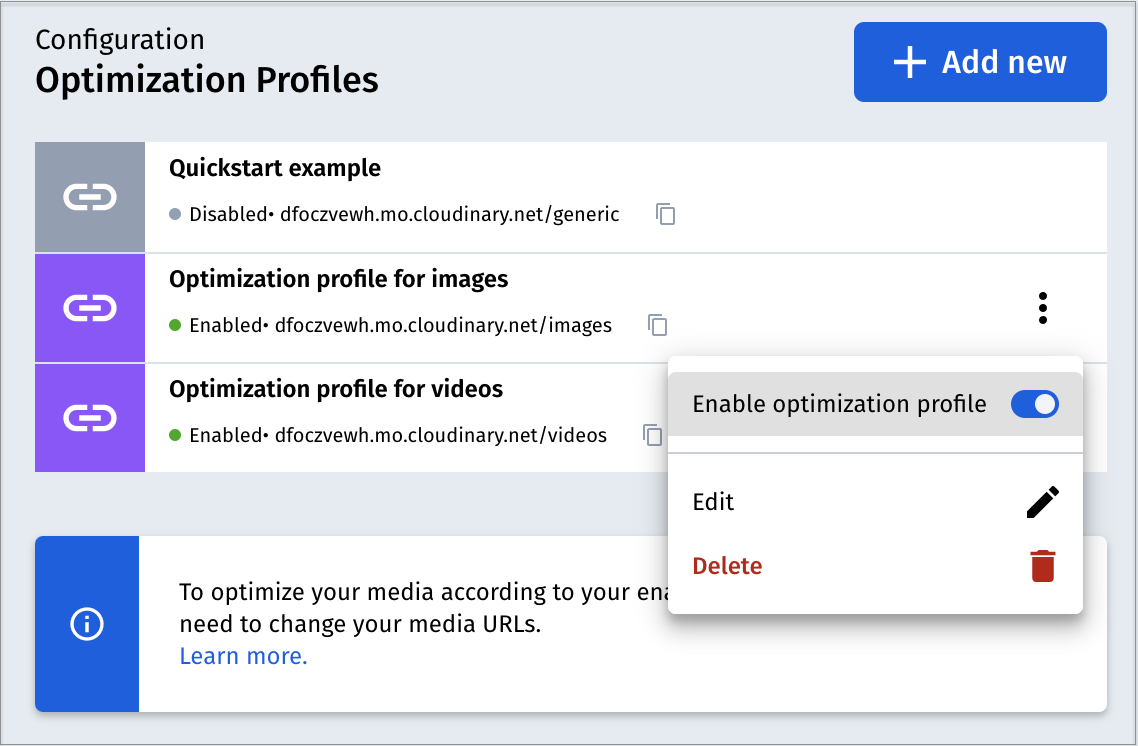 Configuration
Optimization Profiles
Add new
Quickstart example
Disabled• dfoczvewh.mo.cloudinary.net/generic
Optimization profile for images
Enabled• dfoczvewh.mo.cloudinary.net/images
Optimization profile for videos
Enabled• dfoczvewh.mo.cloudinary.net/videos
Enable optimization profile
Edit
Delete
To optimize your media according to your
need to change your media URLs.
Learn more.